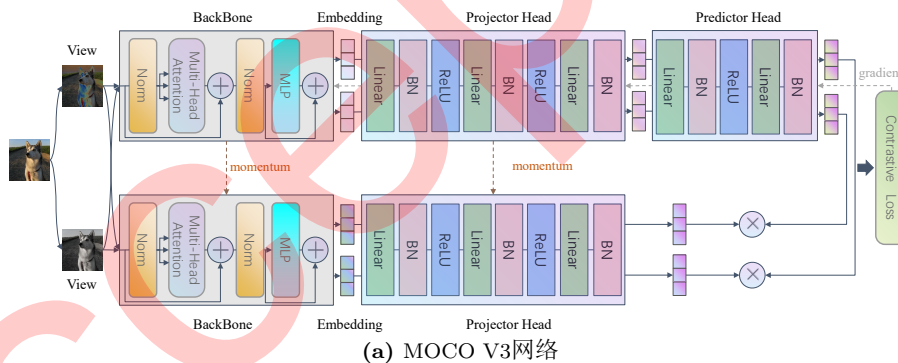 BackBone Embedding Projector Head Predictor Head
View
Norm Multi-Head Attention Norm MLP Linear BN ReLU Linear BN ReLU Linear BN Linear BN ReLU Linear BN
gradien
Contrastive Loss
momentum momentum
Norm Multi-Head Attention Norm MLP Linear BN ReLU Linear BN ReLU Linear BN
View
BackBone Embedding Projector Head
(a) MOCO V3网络